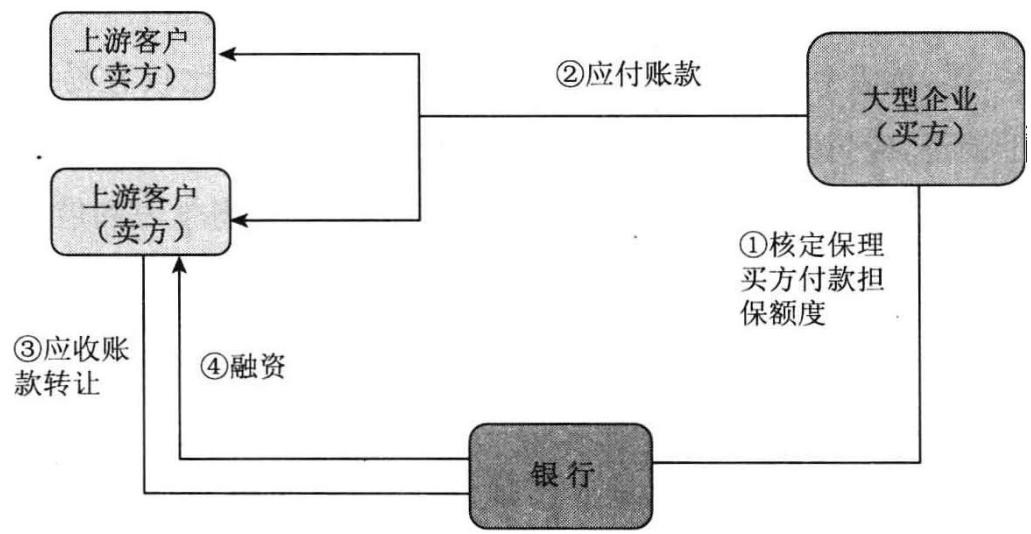 上游客户
（卖方）
②应付账款
大型企业
（买方）
上游客户
（卖方）
①核定保理
买方付款担
保额度
③应收账
款转让
④融资
银行